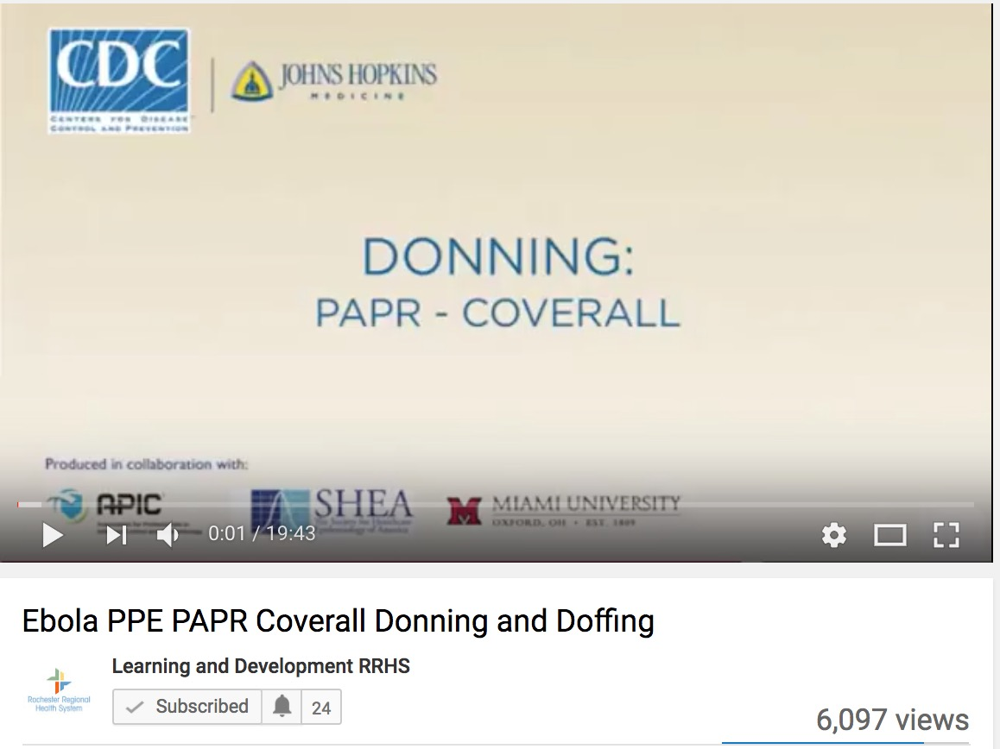 CDC
CENTERS FOR DISEASE
CONTROL AND PREVENTION
JOHNS HOPKINS
MEDICINE
DONNING:
PAPR - COVERALL
Produced in collaboration with:
APIC
SHEA
The Society for Healthcare
Epidemiology of America
MIAMI UNIVERSITY
OXFORD, OH • EST. 1809
0:01 / 19:43
Ebola PPE PAPR Coverall Donning and Doffing
Learning and Development RRHS
Rochester Regional
Health System
Subscribed
24
6,097 views